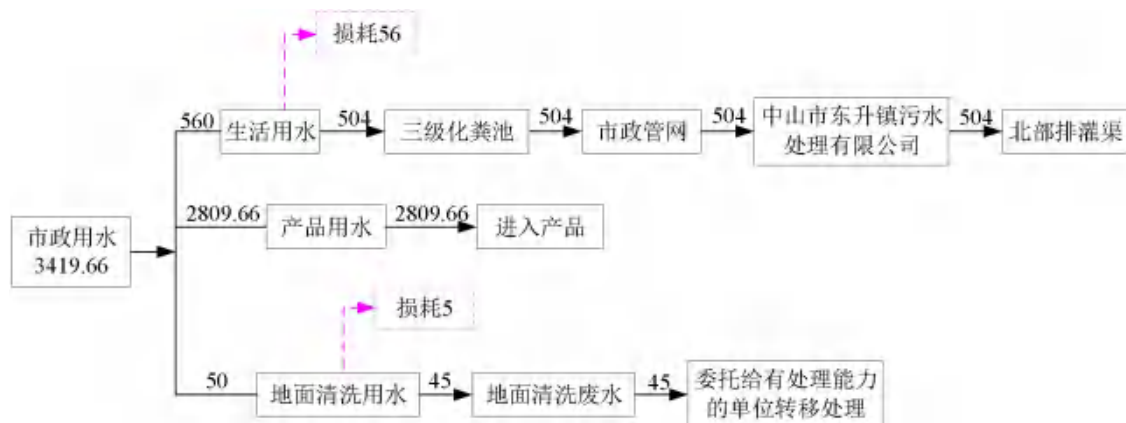 损耗56
560
生活用水
504
三级化粪池
504
市政管网
504
中山市东升镇污水
处理有限公司
504
北部排灌渠
市政用水
3419.66
2809.66
产品用水
2809.66
进入产品
损耗5
50
地面清洗用水
45
地面清洗废水
45
委托给有处理能力
的单位转移处理